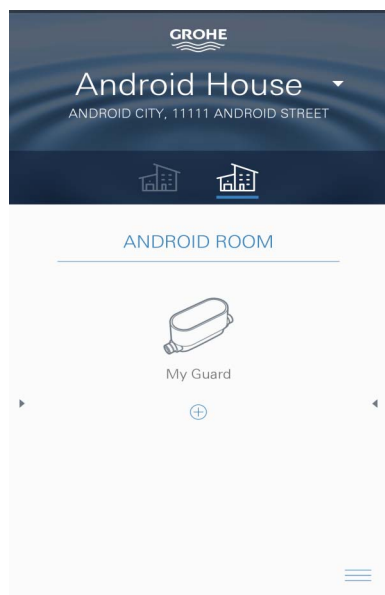 GROHE
Android House
ANDROID CITY, 11111 ANDROID STREET
ANDROID ROOM
My Guard